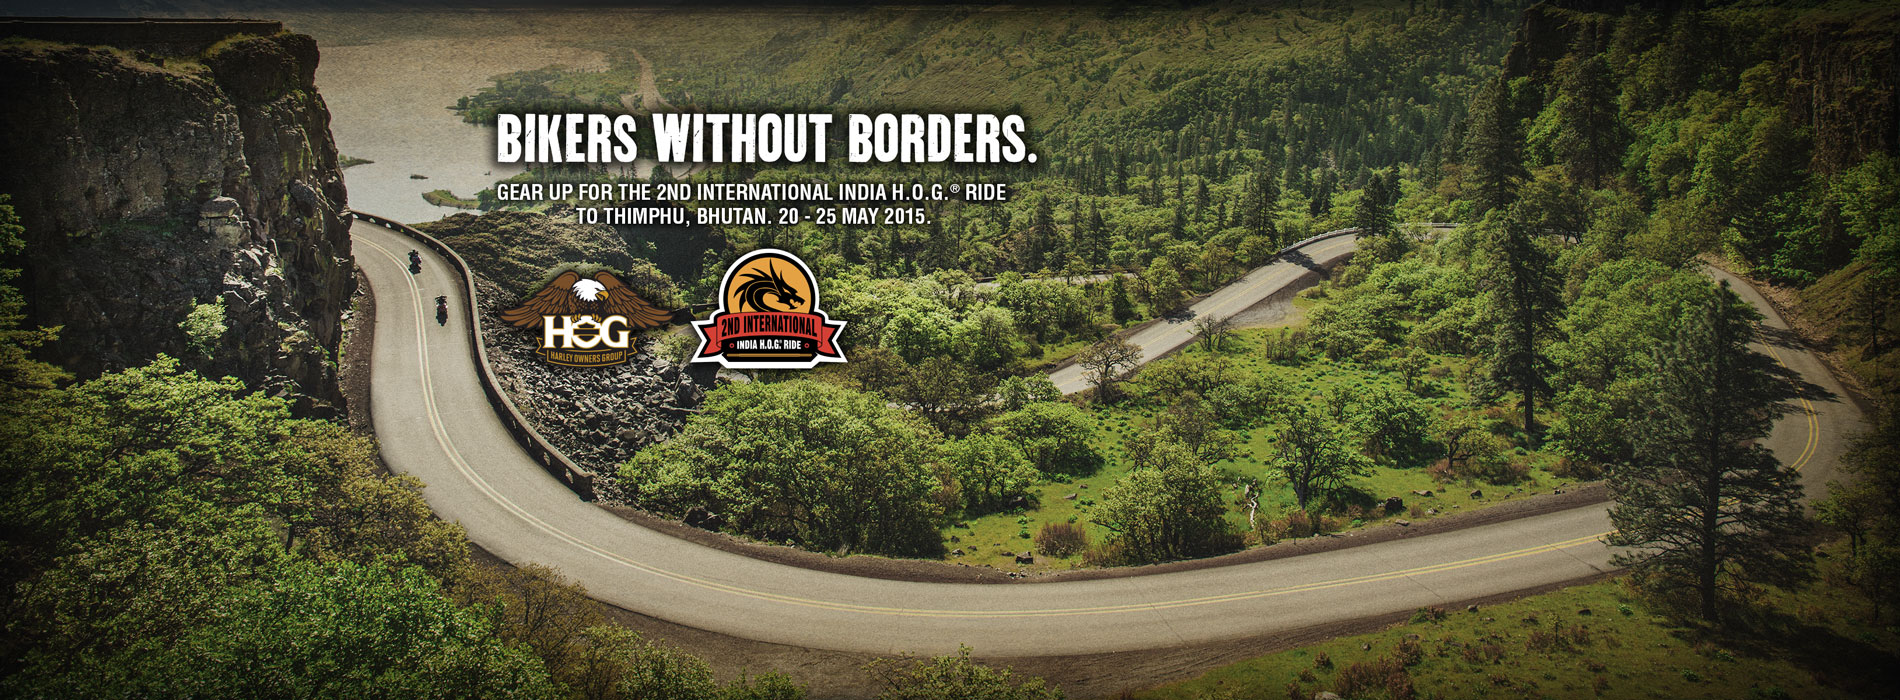 BIKERS WITHOUT BORDERS.
GEAR UP FOR THE 2ND INTERNATIONAL INDIA H.O.G.® RIDE
TO THIMPHU, BHUTAN. 20 - 25 MAY 2015.
HOG
HARLEY OWNERS GROUP
2ND INTERNATIONAL
INDIA H.O.G.® RIDE